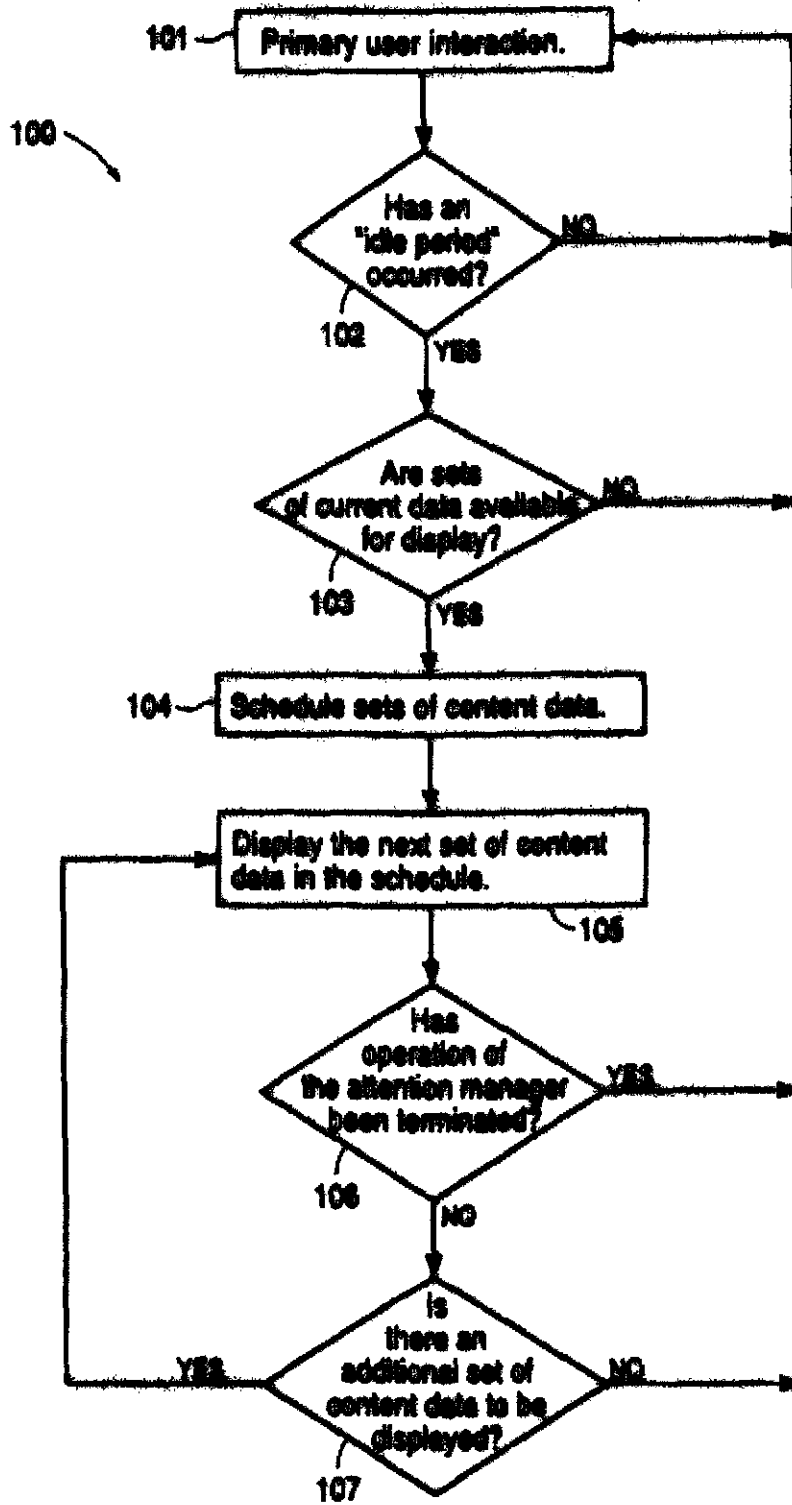 101
Primary user interaction.
100
Has an
"idle period"
occurred?
NO
102
YES
Are sets
of current data available
for display?
NO
103
YES
104
Schedule sets of content data.
Display the next set of content
data in the schedule.
105
Has
operation of
the attention manager
been terminated?
YES
106
NO
Is
there an
additional set of
content data to be
displayed?
YES
NO
107